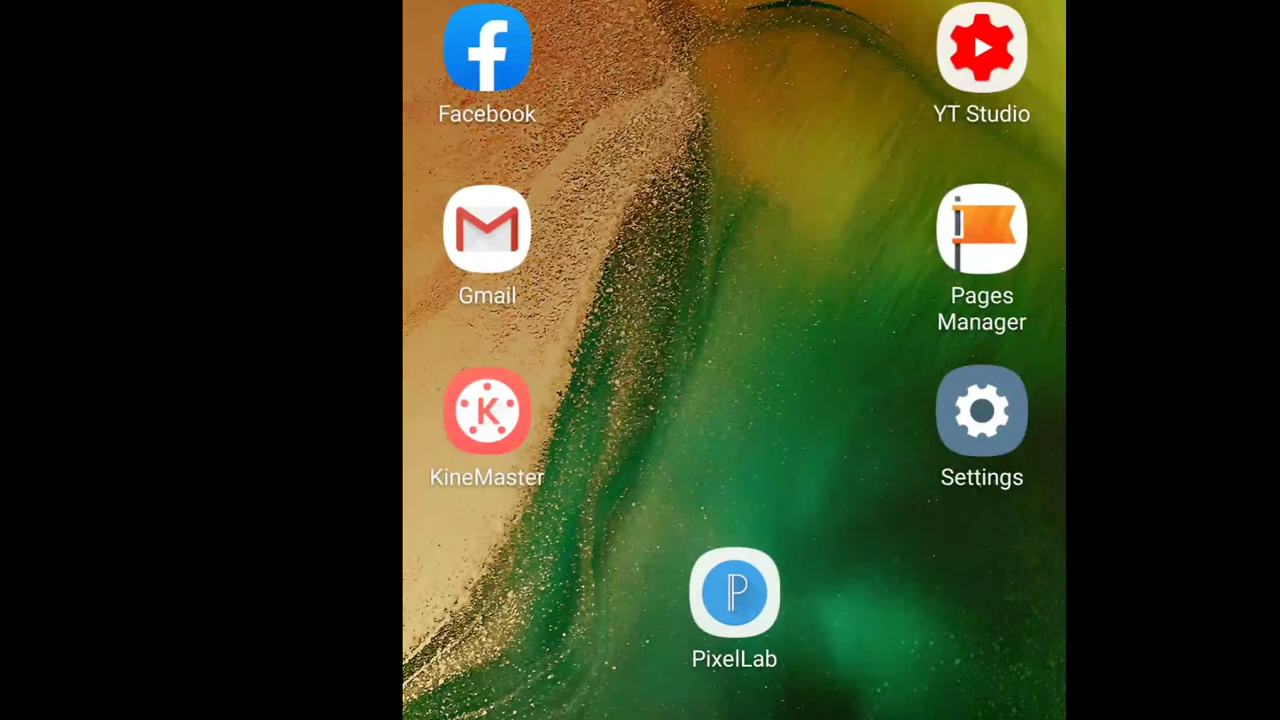 Facebook
YT Studio
Gmail
Pages
Manager
K
KineMaster
Settings
P
PixelLab